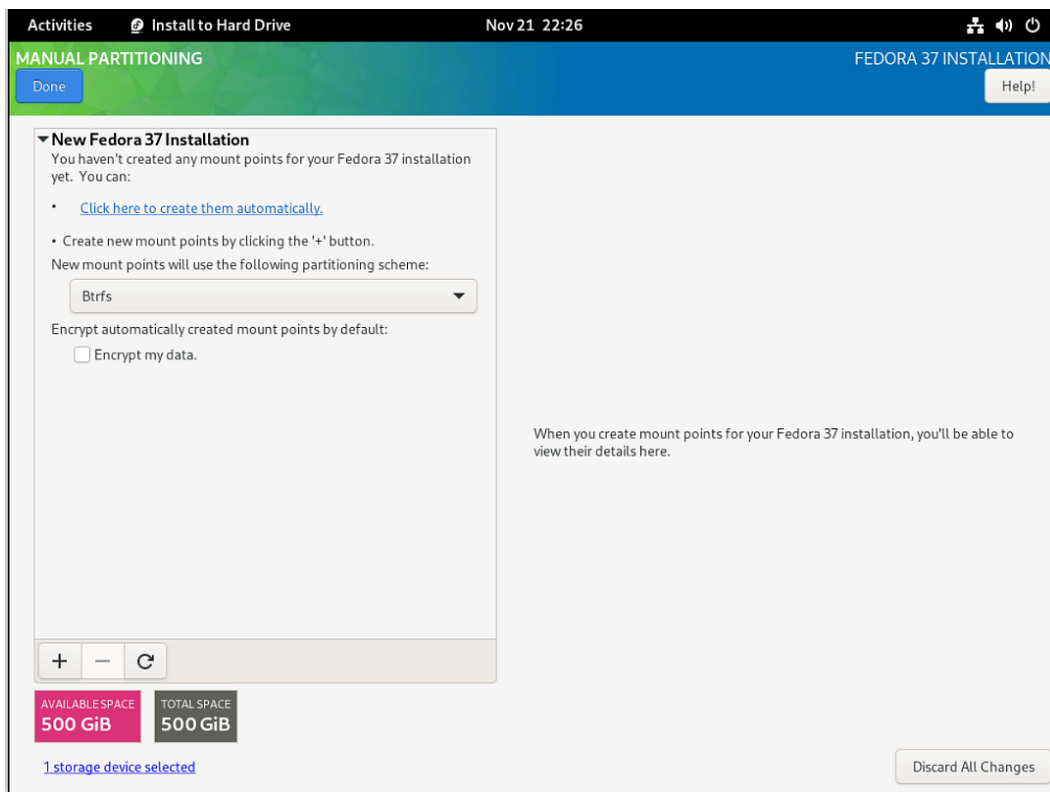 Activities Install to Hard Drive Nov 21 22:26
MANUAL PARTITIONING
FEDORA 37 INSTALLATION
Done
Help!
New Fedora 37 Installation
You haven't created any mount points for your Fedora 37 installation
yet. You can:
• Click here to create them automatically.
• Create new mount points by clicking the '+' button.
New mount points will use the following partitioning scheme:
Btrfs
Encrypt automatically created mount points by default:
Encrypt my data.
When you create mount points for your Fedora 37 installation, you'll be able to
view their details here.
+ −
AVAILABLE SPACE
500 GiB
TOTAL SPACE
500 GiB
1 storage device selected
Discard All Changes